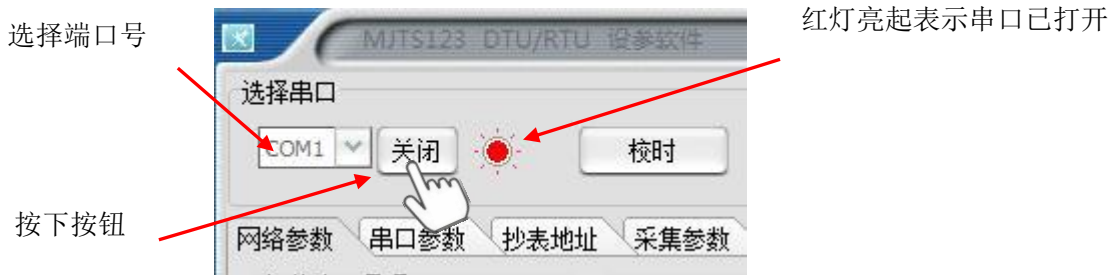 选择端口号
红灯亮起表示串口已打开
MJTS123 DTU/RTU 设参软件
选择串口
COM1
关闭
校时
按下按钮
网络参数
串口参数
抄表地址
采集参数